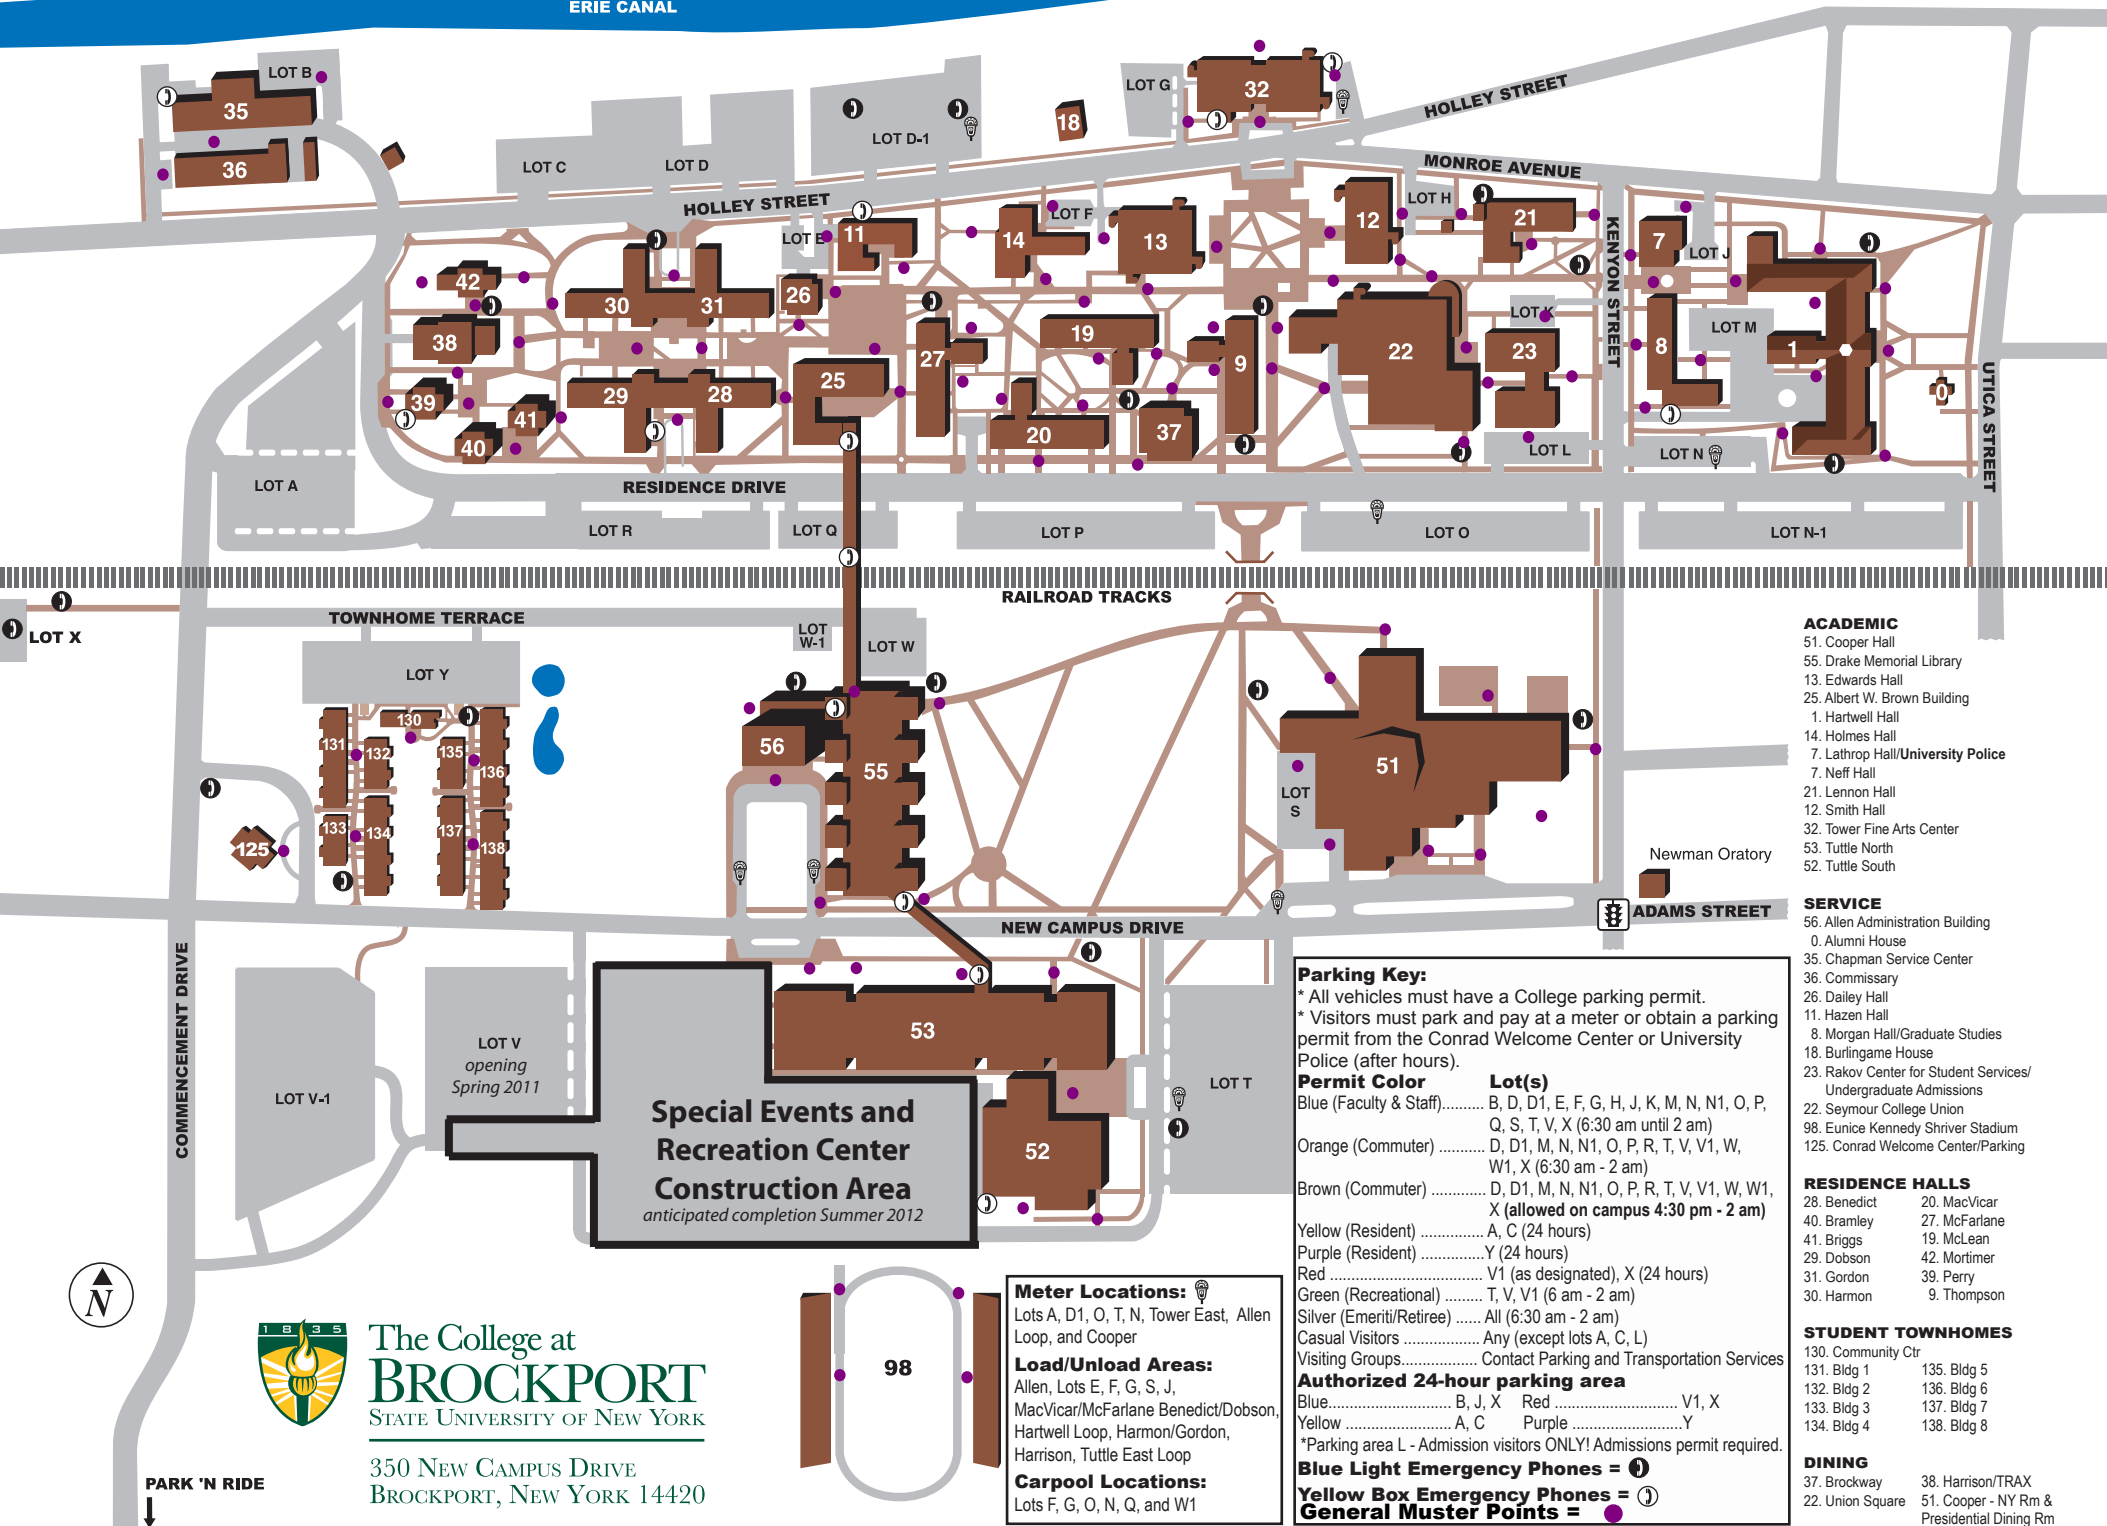 ERIE CANAL
LOT B
35
36
LOT C
LOT D
LOT D-1
18
LOT G
32
HOLLEY STREET
MONROE AVENUE
HOLLEY STREET
LOT E
11
14
LOT F
13
12
LOT H
21
KENYON STREET
7
LOT J
42
30
31
26
38
27
19
9
22
LOT K
23
8
LOT M
1
0
UTICA STREET
39
41
40
29
28
25
20
37
LOT L
LOT N
LOT A
RESIDENCE DRIVE
LOT R
LOT Q
LOT P
LOT O
LOT N-1
RAILROAD TRACKS
LOT X
TOWNHOME TERRACE
LOT
W-1
LOT W
LOT Y
130
131
132
135
136
133
134
137
138
125
56
55
51
LOT
S
Newman Oratory
ADAMS STREET
NEW CAMPUS DRIVE
COMMENCEMENT DRIVE
LOT V-1
LOT V
opening
Spring 2011
53
52
LOT T
Special Events and
Recreation Center
Construction Area
anticipated completion Summer 2012
98
N
PARK 'N RIDE
1835
The College at
BROCKPORT
STATE UNIVERSITY OF NEW YORK
350 NEW CAMPUS DRIVE
BROCKPORT, NEW YORK 14420
Meter Locations:
Lots A, D1, O, T, N, Tower East, Allen
Loop, and Cooper
Load/Unload Areas:
Allen, Lots E, F, G, S, J,
MacVicar/McFarlane Benedict/Dobson,
Hartwell Loop, Harmon/Gordon,
Harrison, Tuttle East Loop
Carpool Locations:
Lots F, G, O, N, Q, and W1
Parking Key:
* All vehicles must have a College parking permit.
* Visitors must park and pay at a meter or obtain a parking
permit from the Conrad Welcome Center or University
Police (after hours).
Permit Color Lot(s)
Blue (Faculty & Staff).......... B, D, D1, E, F, G, H, J, K, M, N, N1, O, P,
Q, S, T, V, X (6:30 am until 2 am)
Orange (Commuter) ........... D, D1, M, N, N1, O, P, R, T, V, V1, W,
W1, X (6:30 am - 2 am)
Brown (Commuter) ............. D, D1, M, N, N1, O, P, R, T, V, V1, W, W1,
X (allowed on campus 4:30 pm - 2 am)
Yellow (Resident) ............... A, C (24 hours)
Purple (Resident) ...............Y (24 hours)
Red .................................... V1 (as designated), X (24 hours)
Green (Recreational) ......... T, V, V1 (6 am - 2 am)
Silver (Emeriti/Retiree) ...... All (6:30 am - 2 am)
Casual Visitors .................. Any (except lots A, C, L)
Visiting Groups.................. Contact Parking and Transportation Services
Authorized 24-hour parking area
Blue............................. B, J, X Red ............................. V1, X
Yellow ......................... A, C Purple .............................Y
*Parking area L - Admission visitors ONLY! Admissions permit required.
Blue Light Emergency Phones =
Yellow Box Emergency Phones =
General Muster Points =
ACADEMIC
51. Cooper Hall
55. Drake Memorial Library
13. Edwards Hall
25. Albert W. Brown Building
1. Hartwell Hall
14. Holmes Hall
7. Lathrop Hall/University Police
7. Neff Hall
21. Lennon Hall
12. Smith Hall
32. Tower Fine Arts Center
53. Tuttle North
52. Tuttle South
SERVICE
56. Allen Administration Building
0. Alumni House
35. Chapman Service Center
36. Commissary
26. Dailey Hall
11. Hazen Hall
8. Morgan Hall/Graduate Studies
18. Burlingame House
23. Rakov Center for Student Services/
Undergraduate Admissions
22. Seymour College Union
98. Eunice Kennedy Shriver Stadium
125. Conrad Welcome Center/Parking
RESIDENCE HALLS
28. Benedict 20. MacVicar
40. Bramley 27. McFarlane
41. Briggs 19. McLean
29. Dobson 42. Mortimer
31. Gordon 39. Perry
30. Harmon 9. Thompson
STUDENT TOWNHOMES
130. Community Ctr
131. Bldg 1 135. Bldg 5
132. Bldg 2 136. Bldg 6
133. Bldg 3 137. Bldg 7
134. Bldg 4 138. Bldg 8
DINING
37. Brockway 38. Harrison/TRAX
22. Union Square 51. Cooper - NY Rm &
Presidential Dining Rm